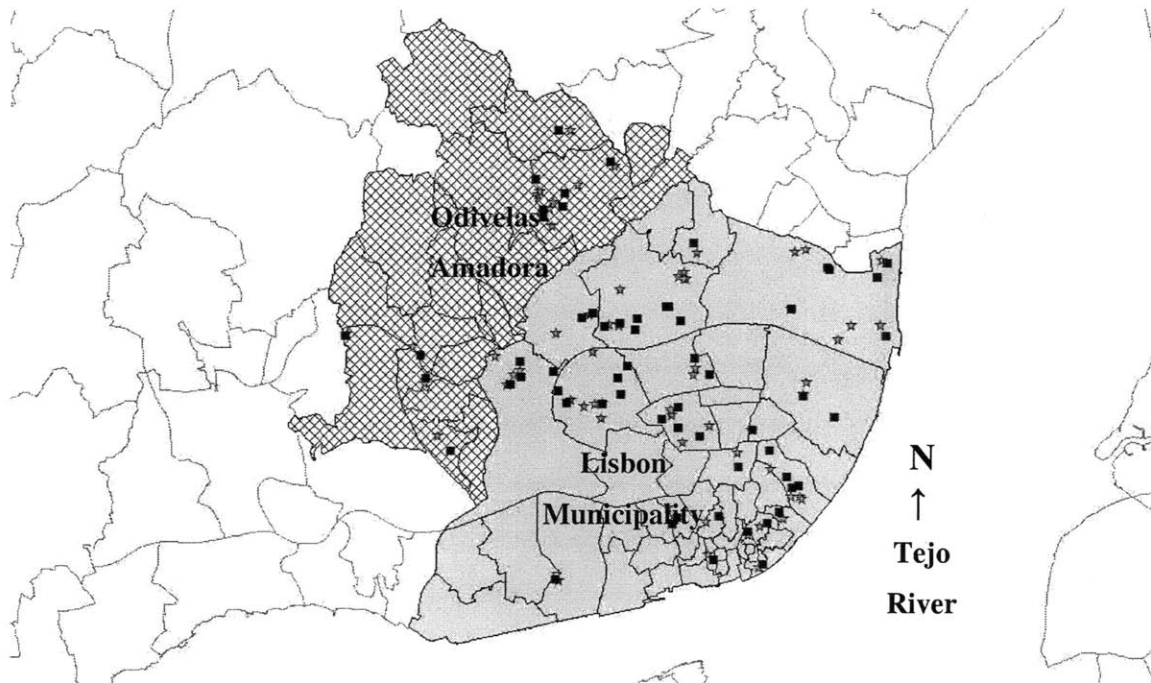 Odivelas
Amadora
Lisbon
Municipality
N
↑
Tejo
River